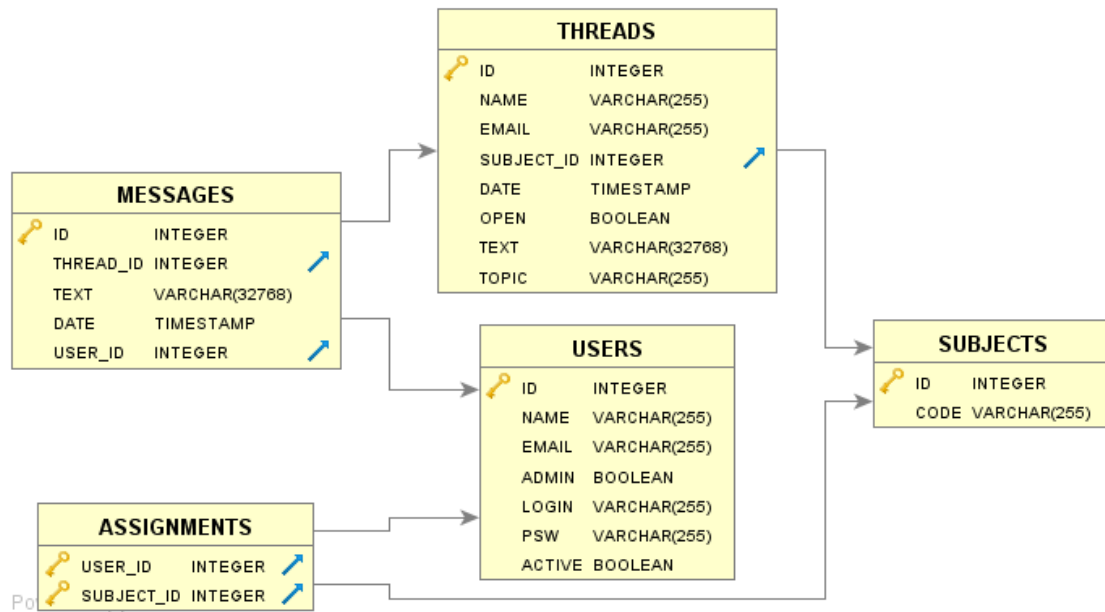 THREADS
ID INTEGER
NAME VARCHAR(255)
EMAIL VARCHAR(255)
SUBJECT_ID INTEGER
DATE TIMESTAMP
OPEN BOOLEAN
TEXT VARCHAR(32768)
TOPIC VARCHAR(255)
MESSAGES
ID INTEGER
THREAD_ID INTEGER
TEXT VARCHAR(32768)
DATE TIMESTAMP
USER_ID INTEGER
USERS
ID INTEGER
NAME VARCHAR(255)
EMAIL VARCHAR(255)
ADMIN BOOLEAN
LOGIN VARCHAR(255)
PSW VARCHAR(255)
ACTIVE BOOLEAN
SUBJECTS
ID INTEGER
CODE VARCHAR(255)
ASSIGNMENTS
USER_ID INTEGER
SUBJECT_ID INTEGER